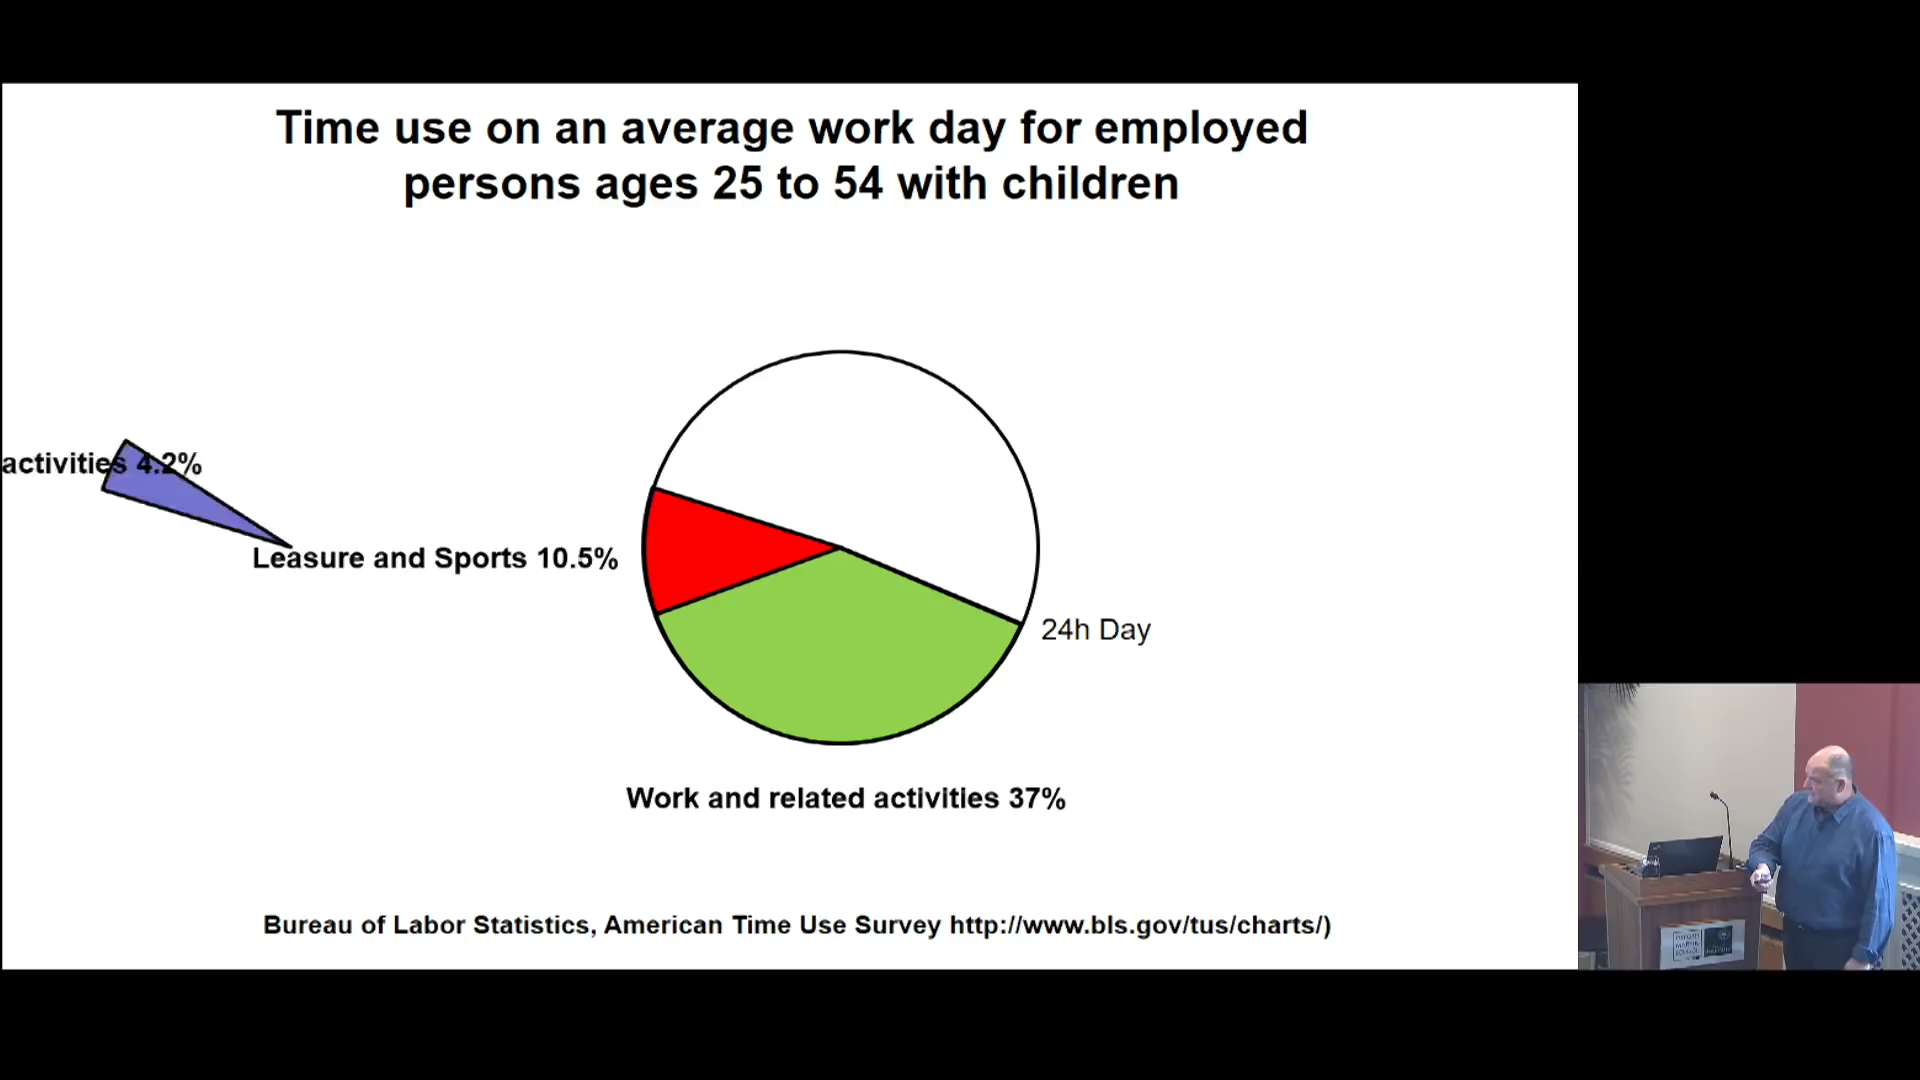 Time use on an average work day for employed
persons ages 25 to 54 with children
activities 4.2%
Leasure and Sports 10.5%
24h Day
Work and related activities 37%
Bureau of Labor Statistics, American Time Use Survey http://www.bls.gov/tus/charts/)